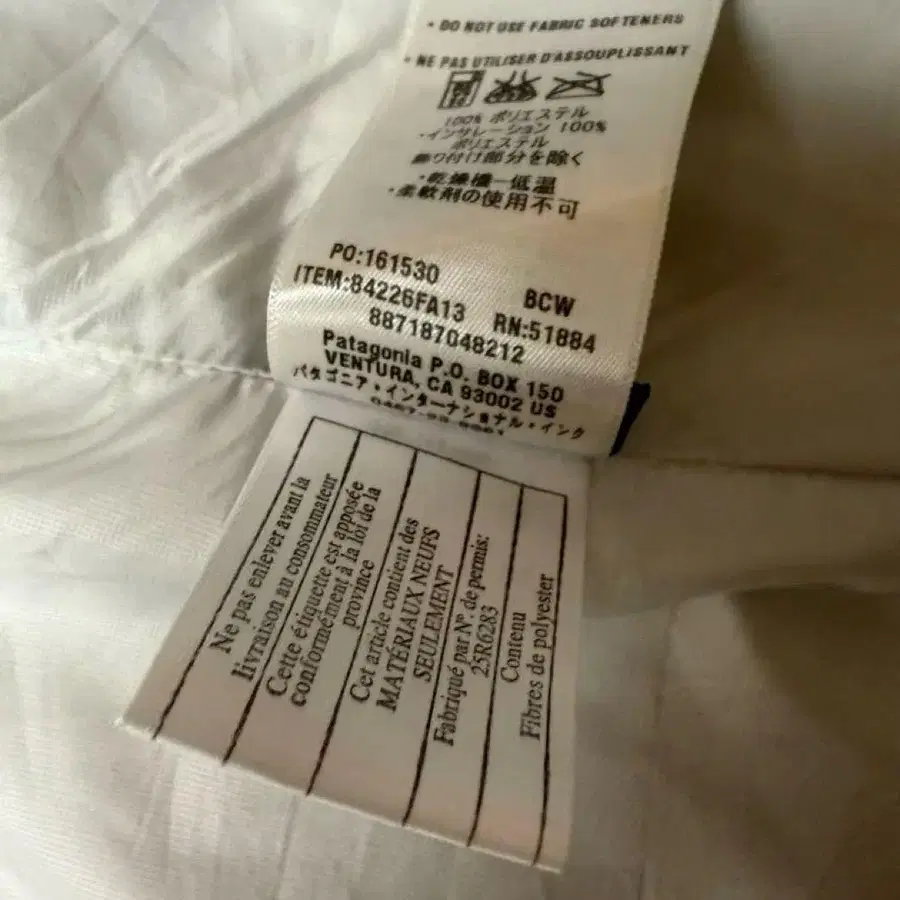 • DO NOT USE FABRIC SOFTENERS
• NE PAS UTILISER D'ASSOUPLISSANT
100% ポリエステル
・インサレーション 100%
ポリエステル
飾り付け部分を除く
・乾燥機ー低温
・柔軟剤の使用不可
PO:161530
BCW
ITEM:84226FA13
RN:51884
887187048212
Patagonia P.O. BOX 150
VENTURA, CA 93002 US
パタゴニア・インターナショナル・インク
Ne pas enlever avant la
livraison au consommateur
Cette étiquette est apposée
conformément à la loi de la
province
Cet article contient des
MATÉRIAUX NEUFS
SEULEMENT
Fabriqué par Nº. de permis:
25R6283
Contenu
Fibres de polyester